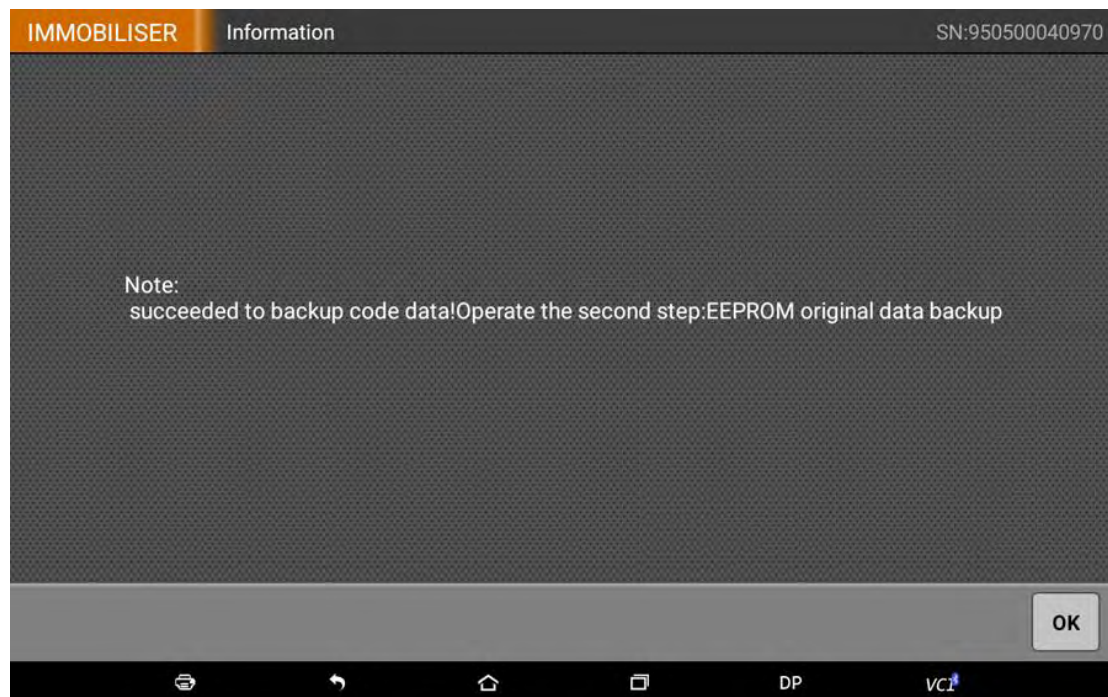 IMMOBILISER
Information
SN:950500040970
Note:
succeeded to backup code data!Operate the second step:EEPROM original data backup
OK
DP
VCI